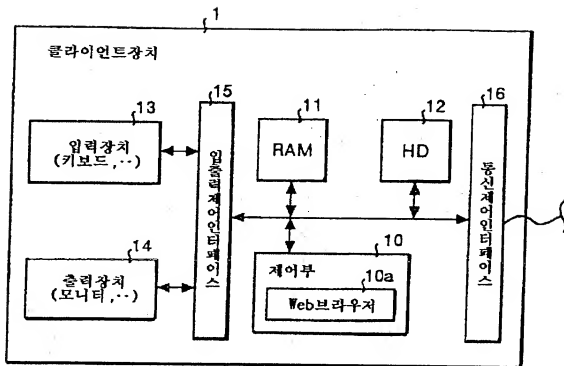 1
클라이언트장치
13
입력장치
(키보드,··)
15
입출력제어인터페이스
11
RAM
12
HD
16
통신제어인터페이스
14
출력장치
(모니터,··)
10
제어부
10a
Web브라우저